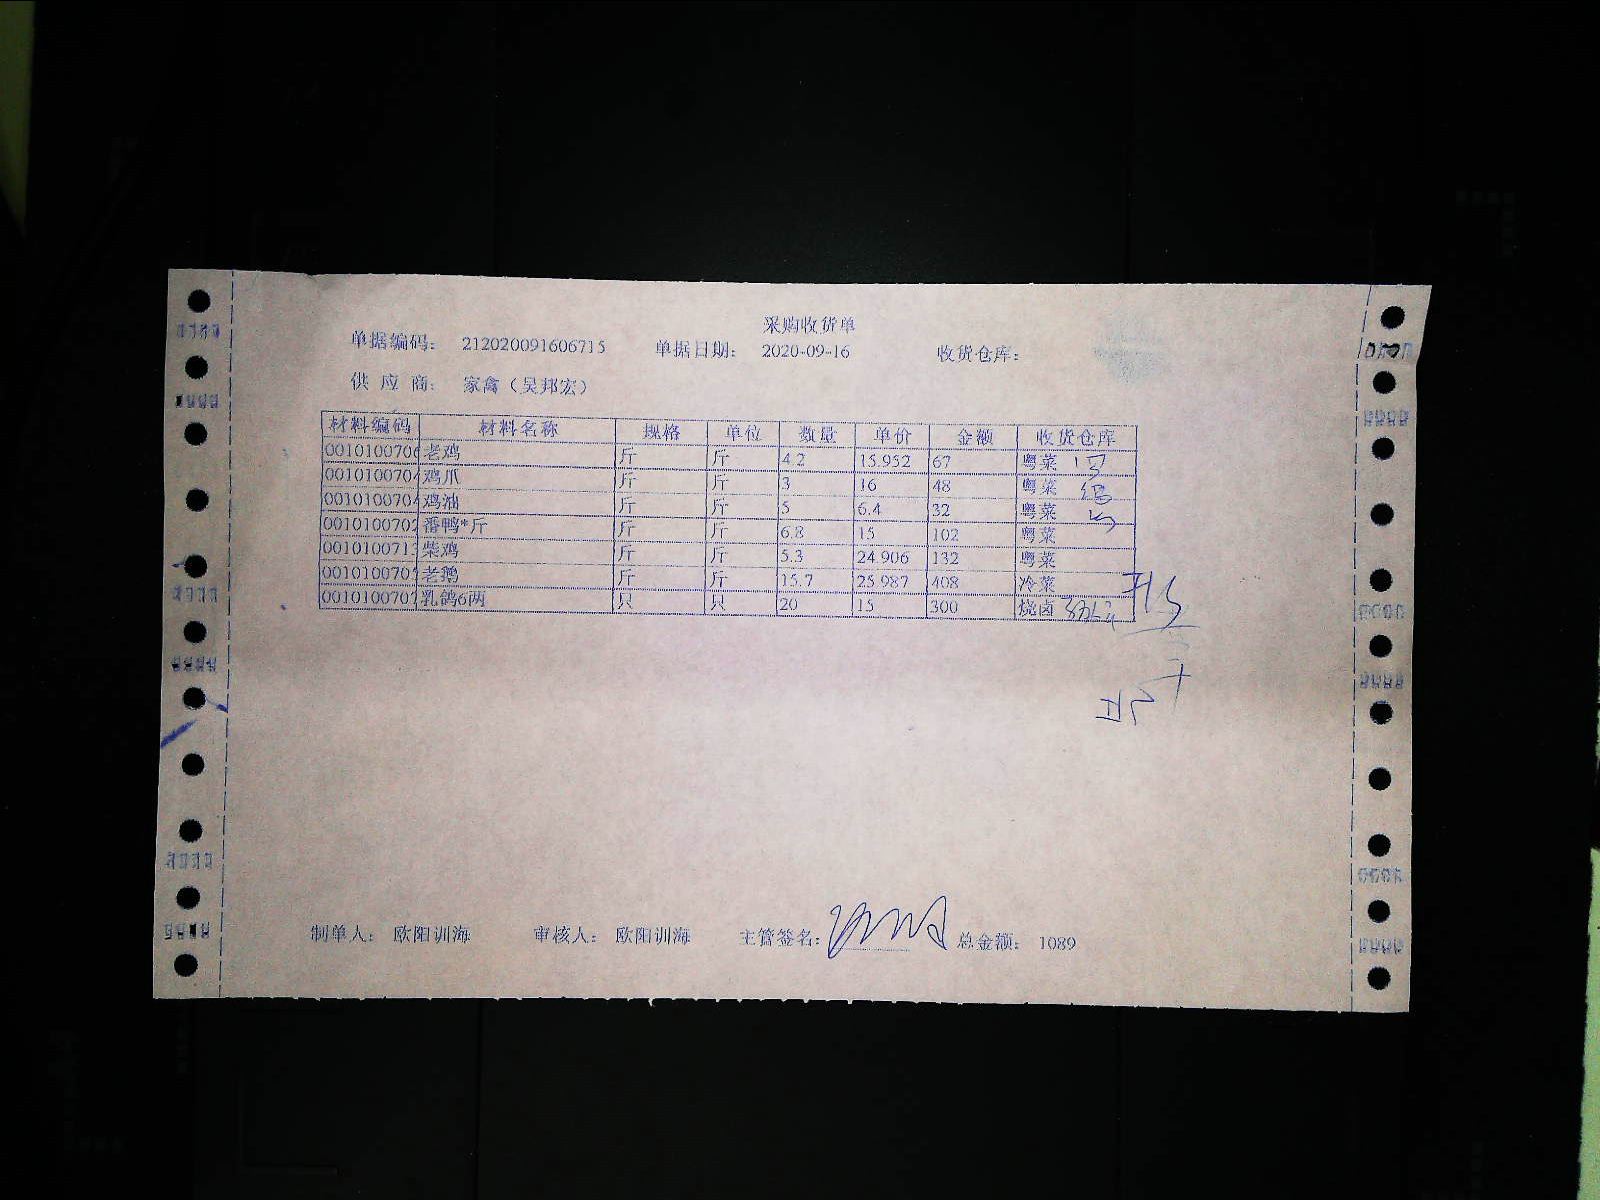 采购收货单
单据编码： 212020091606715 单据日期： 2020-09-16 收货仓库：
供 应 商： 家禽（吴邦宏）
材料编码 材料名称 规格 单位 数量 单价 金额 收货仓库
0010100706 老鸡 斤 斤 4.2 15.952 67 粤菜
001010070 鸡爪 斤 斤 3 16 48 粤菜
001010070 鸡油 斤 斤 5 6.4 32 粤菜
0010100702 番鸭*斤 斤 斤 6.8 15 102 粤菜
001010071 柴鸡 斤 斤 5.3 24.906 132 粤菜
001010070 老鹅 斤 斤 15.7 25.987 408 冷菜
0010100707 乳鸽6两 只 只 20 15 300 烧卤
制单人： 欧阳训海 审核人： 欧阳训海 主管签名： 总金额： 1089